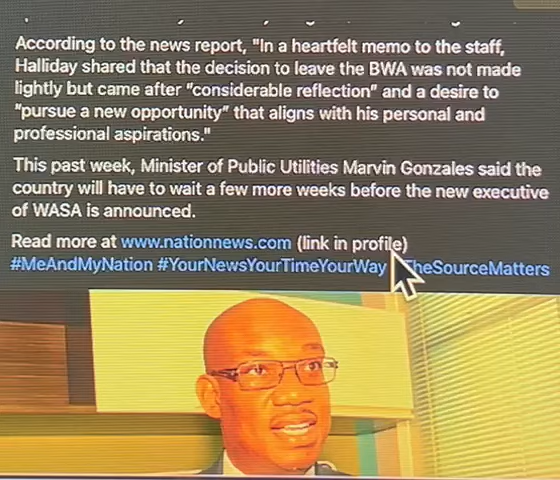 According to the news report, "In a heartfelt memo to the staff,
Halliday shared that the decision to leave the BWA was not made
lightly but came after "considerable reflection" and a desire to
"pursue a new opportunity" that aligns with his personal and
professional aspirations."
This past week, Minister of Public Utilities Marvin Gonzales said the
country will have to wait a few more weeks before the new executive
of WASA is announced.
Read more at www.nationnews.com (link in profile)
#MeAndMyNation #YourNewsYourTimeYourWay heSourceMatters